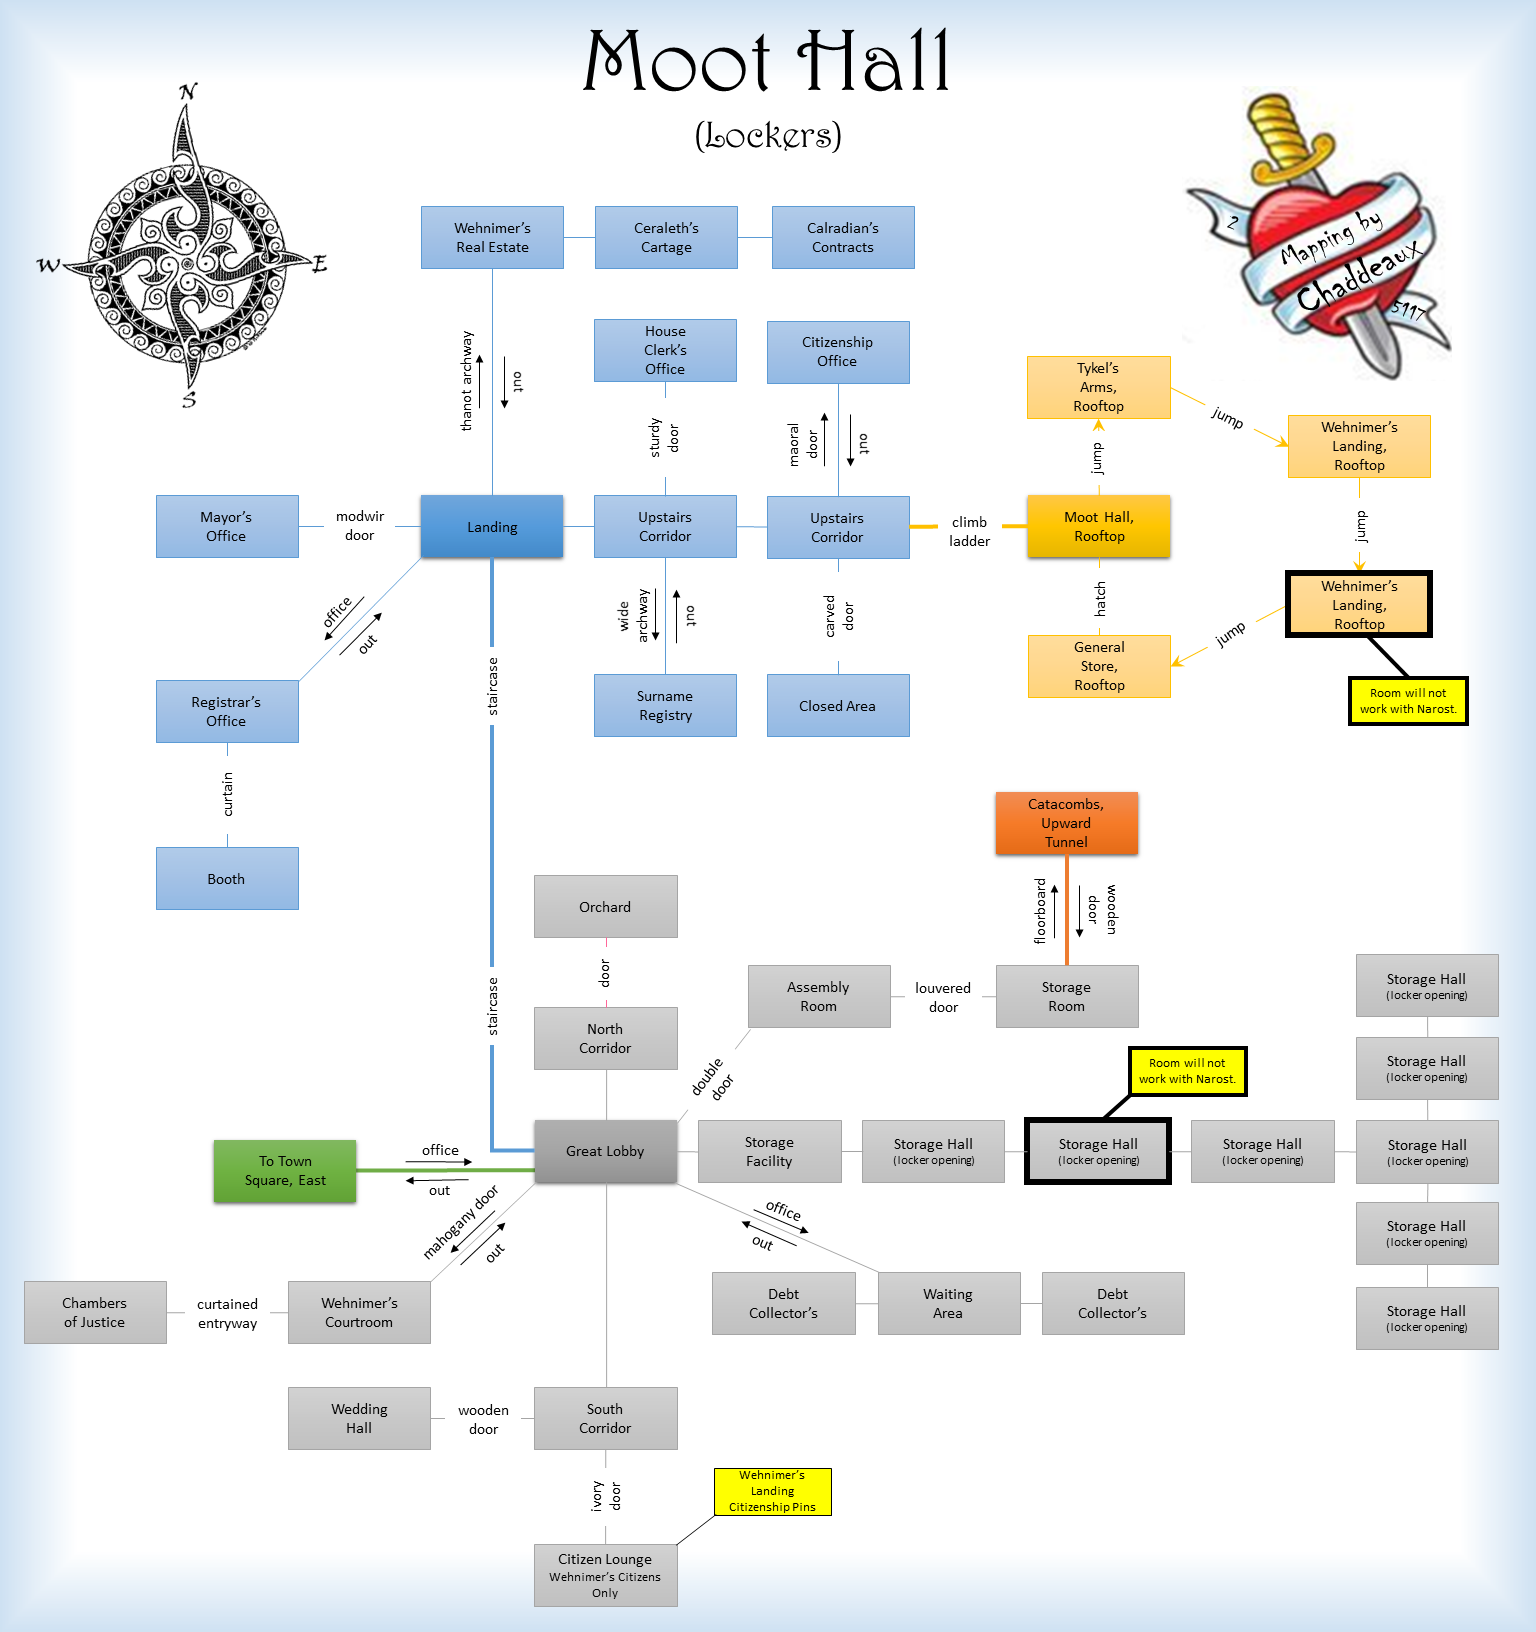 Moot Hall
(Lockers)
N
W
E
S
2
Mapping by
Chaddeaux
5117
Wehnimer's
Real Estate
Ceraleth's
Cartage
Calradian's
Contracts
thanot archway
out
House
Clerk's
Office
Citizenship
Office
sturdy
door
maoral
door
out
Tykel's
Arms,
Rooftop
jump
Wehnimer's
Landing,
Rooftop
jump
jump
Mayor's
Office
modwir
door
Landing
Upstairs
Corridor
Upstairs
Corridor
climb
ladder
Moot Hall,
Rooftop
office
out
wide
archway
out
carved
door
hatch
Wehnimer's
Landing,
Rooftop
jump
General
Store,
Rooftop
Room will not
work with Narost.
staircase
Registrar's
Office
Surname
Registry
Closed Area
curtain
Booth
Catacombs,
Upward
Tunnel
floorboard
wooden
door
Orchard
door
staircase
North
Corridor
Assembly
Room
louvered
door
Storage
Room
double
door
Room will not
work with Narost.
Storage Hall
(locker opening)
Storage Hall
(locker opening)
To Town
Square, East
office
out
Great Lobby
Storage
Facility
Storage Hall
(locker opening)
Storage Hall
(locker opening)
Storage Hall
(locker opening)
Storage Hall
(locker opening)
Storage Hall
(locker opening)
Storage Hall
(locker opening)
mahogany door
out
office
out
Chambers
of Justice
curtained
entryway
Wehnimer's
Courtroom
Debt
Collector's
Waiting
Area
Debt
Collector's
Wedding
Hall
wooden
door
South
Corridor
ivory
door
Wehnimer's
Landing
Citizenship Pins
Citizen Lounge
Wehnimer's Citizens
Only